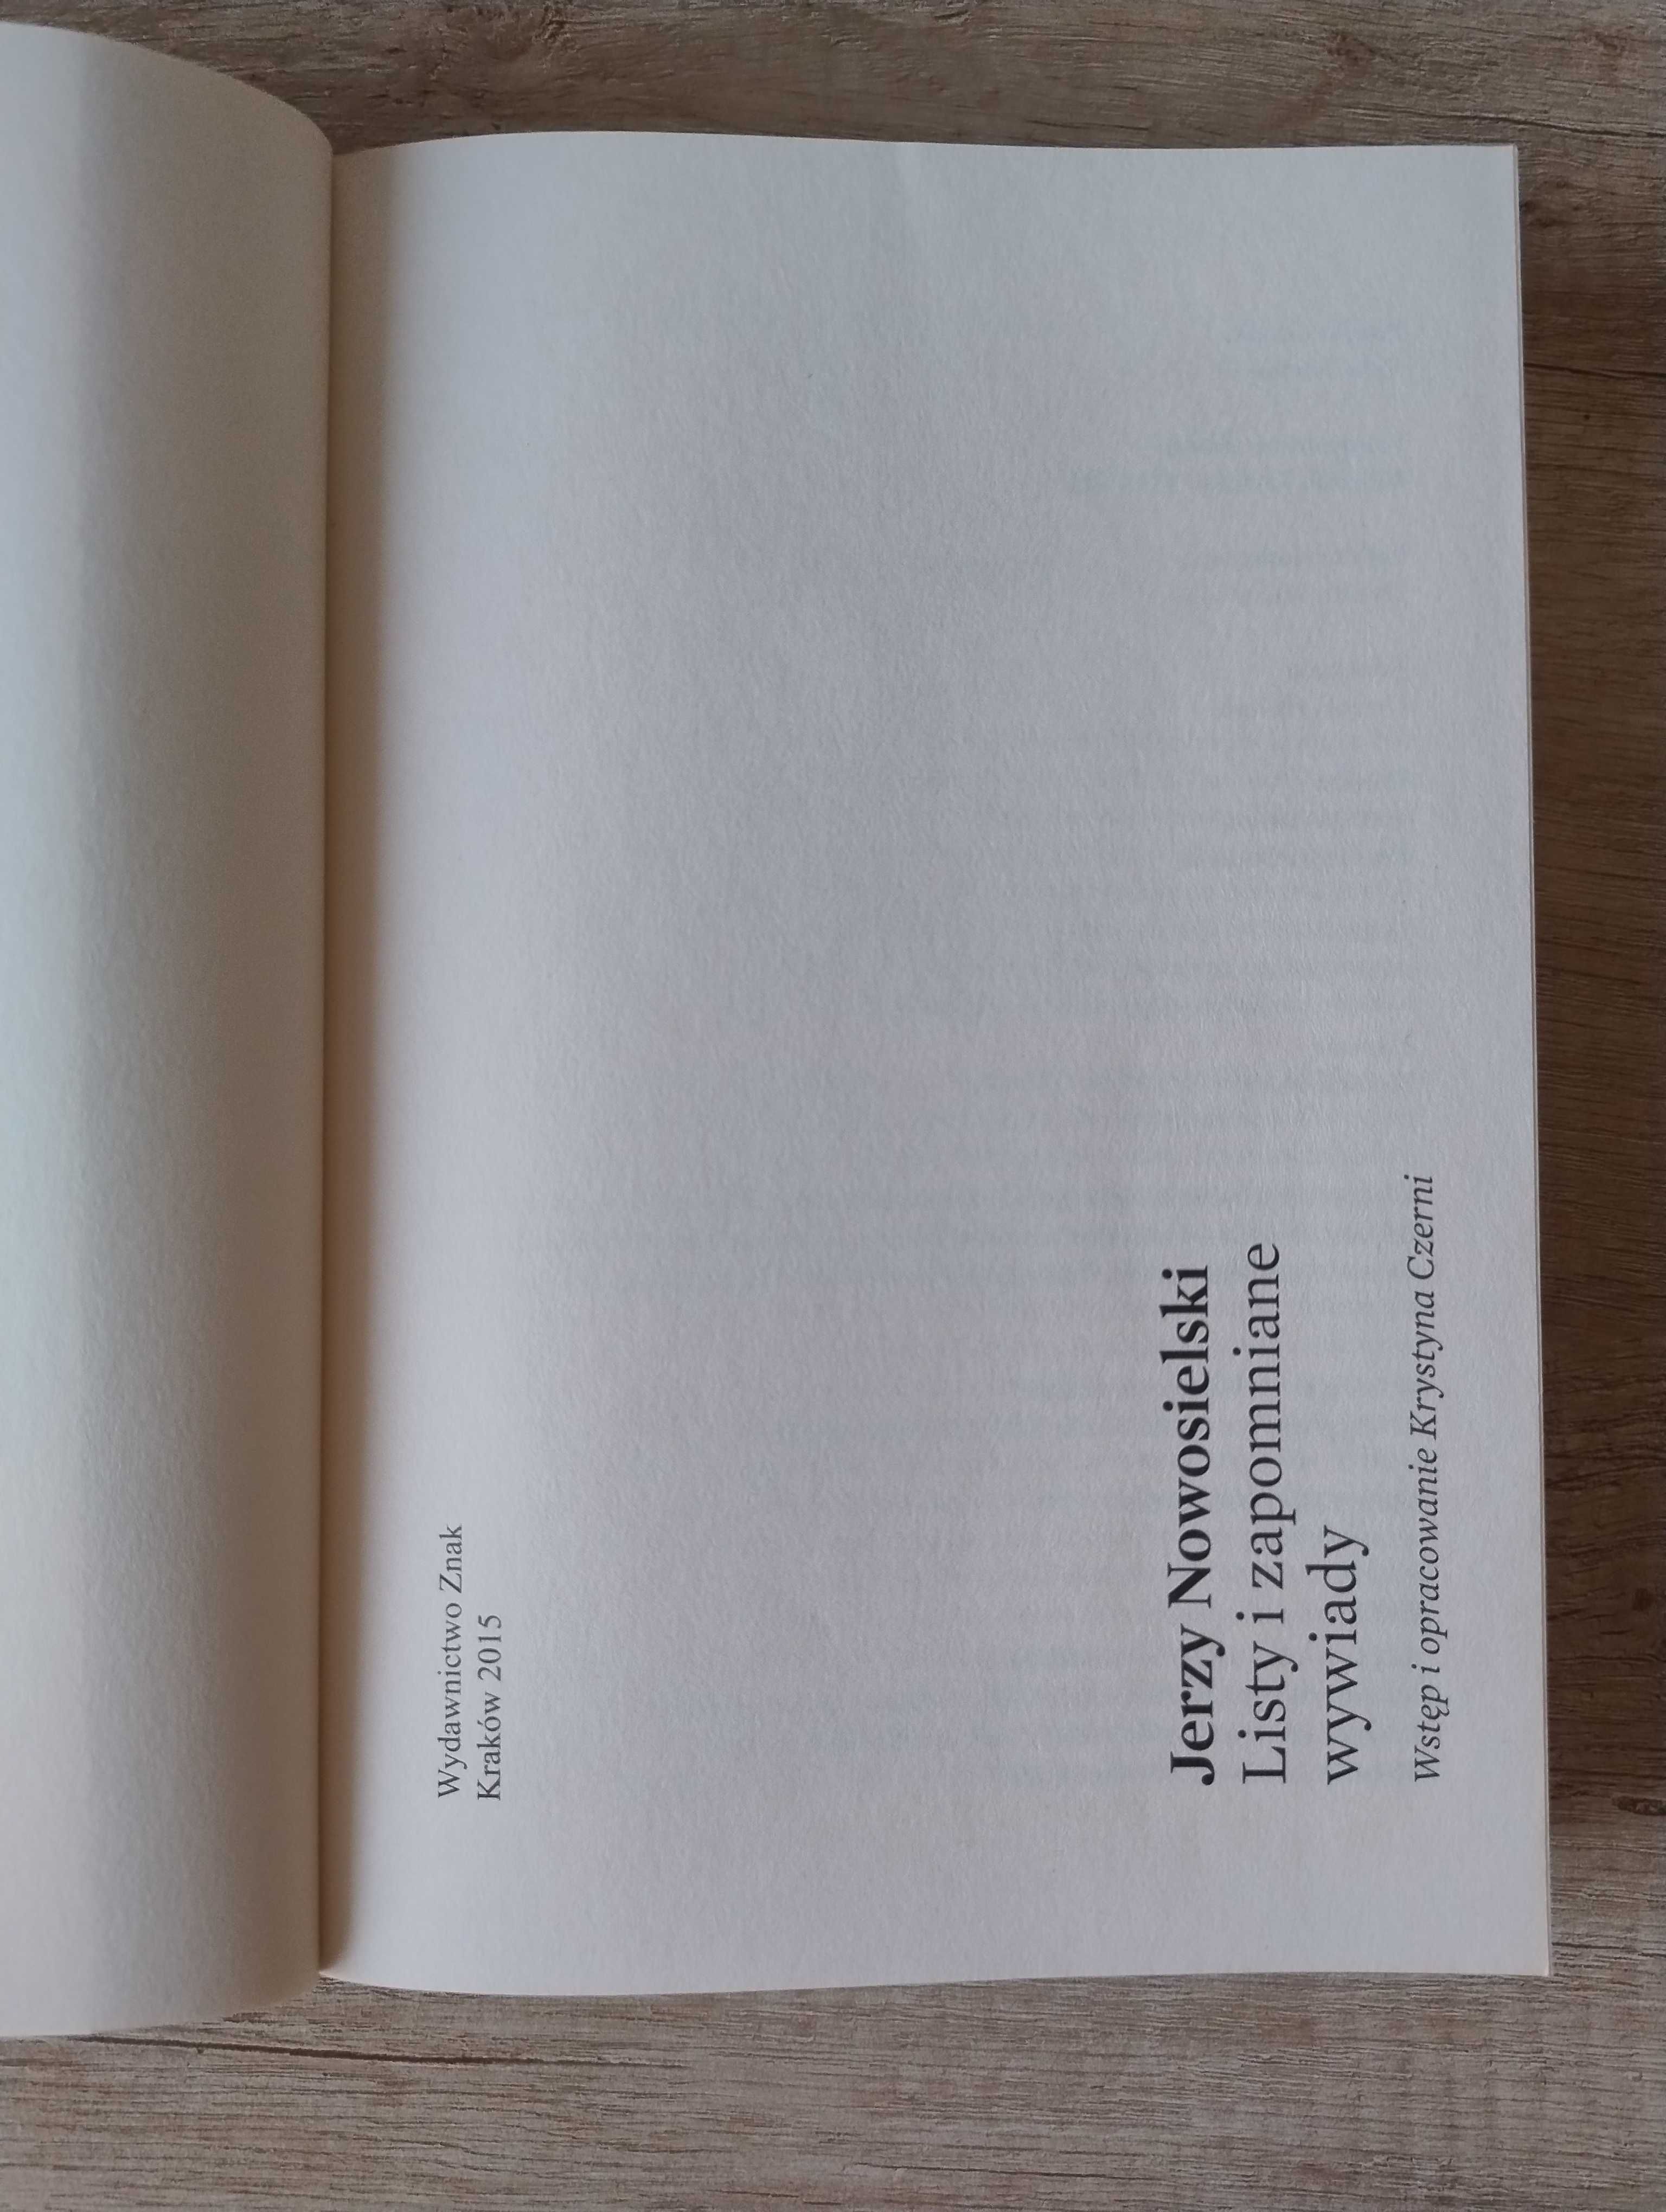 Wydawnictwo Znak
Kraków 2015
Jerzy Nowosielski
Listy i zapomniane
wywiady
Wstęp i opracowanie Krystyna Czerni